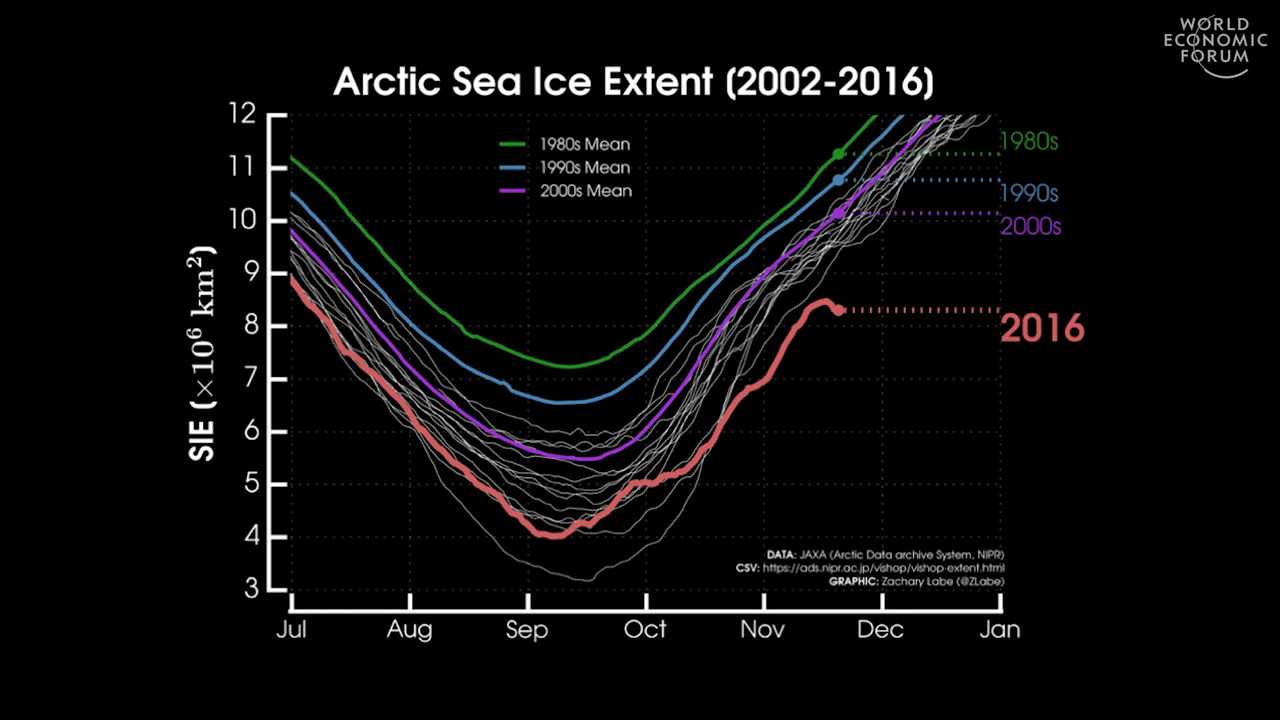 WORLD
ECONOMIC
FORUM
Arctic Sea Ice Extent (2002-2016)
12
11
10
9
8
7
6
5
4
3
SIE (×10⁶ km²)
1980s Mean
1990s Mean
2000s Mean
1980s
1990s
2000s
2016
DATA: JAXA (Arctic Data archive System, NIPR)
CSV: https://ads.nipr.ac.jp/vishop/vishop-extent.html
GRAPHIC: Zachary Labe (@ZLabe)
Jul Aug Sep Oct Nov Dec Jan